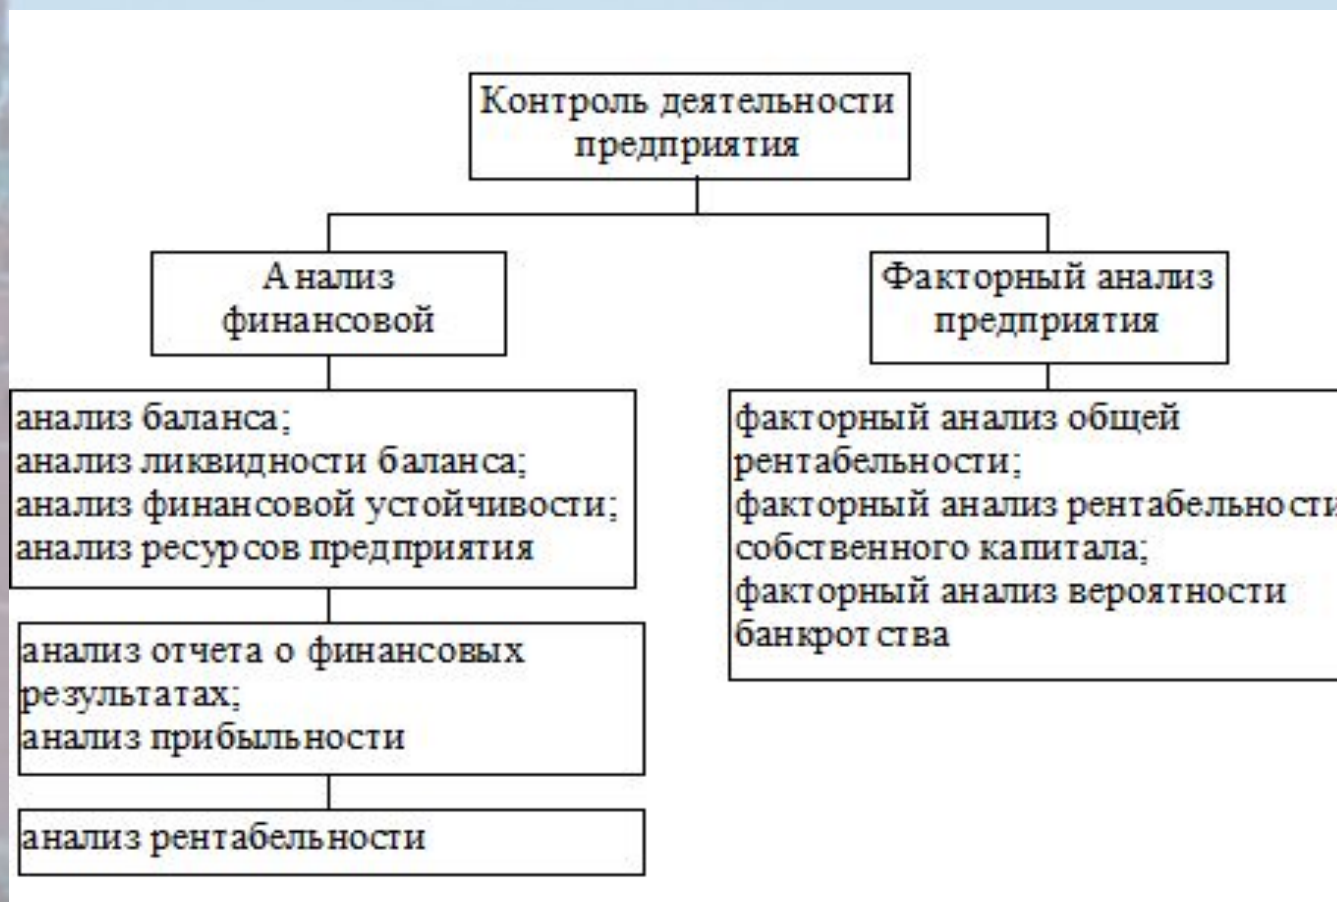 Контроль деятельности
предприятия
Анализ
финансовой
Факторный анализ
предприятия
анализ баланса;
анализ ликвидности баланса;
анализ финансовой устойчивости;
анализ ресурсов предприятия
факторный анализ общей
рентабельности;
факторный анализ рентабельности
собственного капитала;
факторный анализ вероятности
банкротства
анализ отчета о финансовых
результатах;
анализ прибыльности
анализ рентабельности